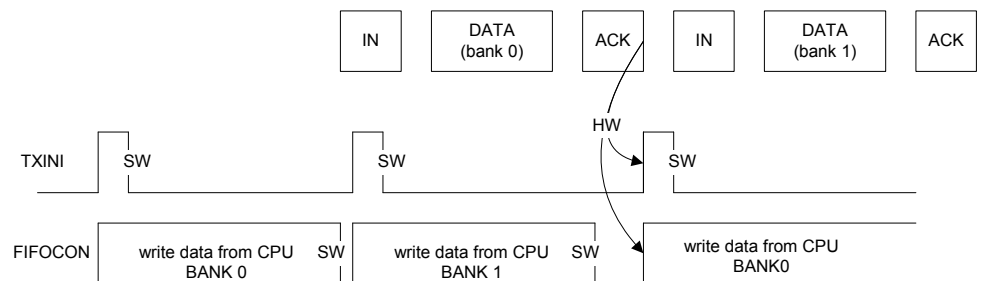 IN
DATA
(bank 0)
ACK
IN
DATA
(bank 1)
ACK
HW
TXINI
SW
SW
SW
FIFOCON
write data from CPU
BANK 0
SW
write data from CPU
BANK 1
SW
write data from CPU
BANK0